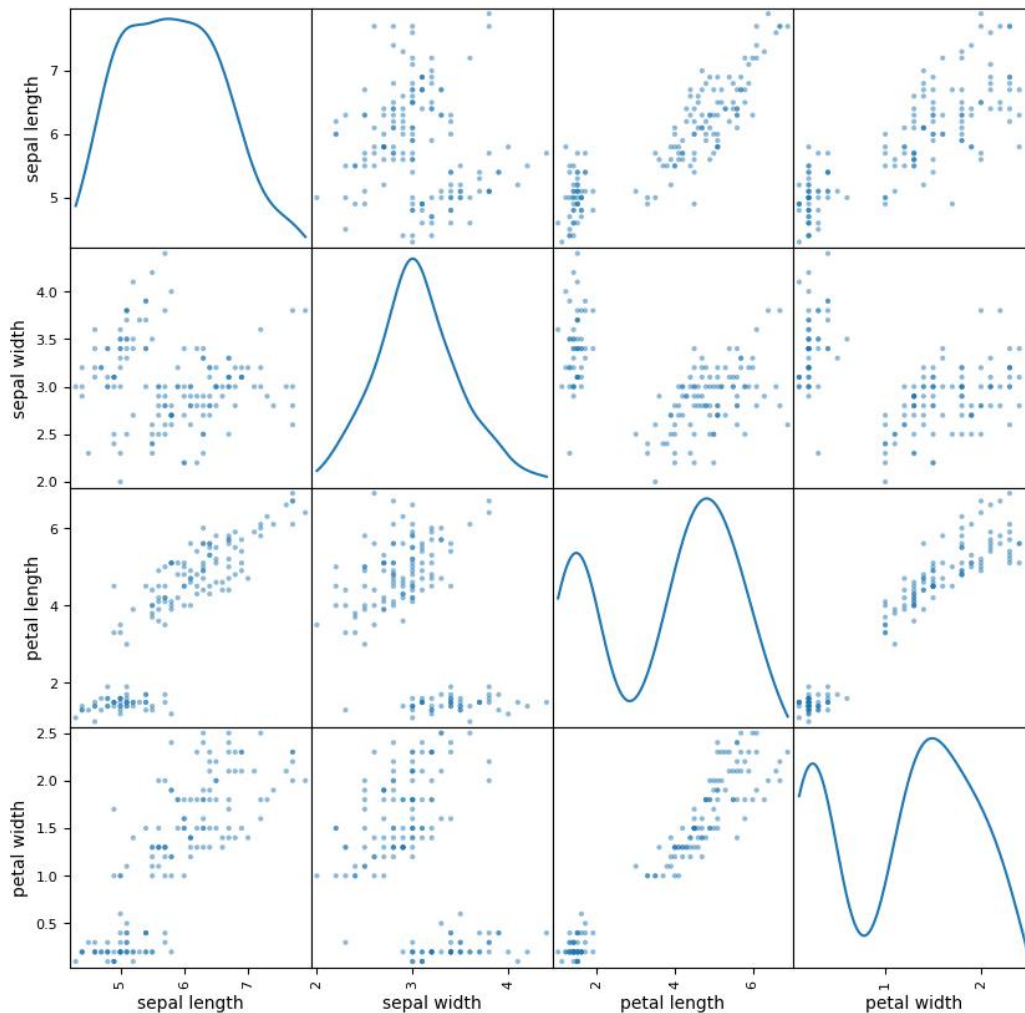 sepal length
7
6
5
sepal width
4.0
3.5
3.0
2.5
2.0
petal length
6
4
2
petal width
2.5
2.0
1.5
1.0
0.5
5 6 7
2 3 4
2 4 6
1 2
sepal length
sepal width
petal length
petal width